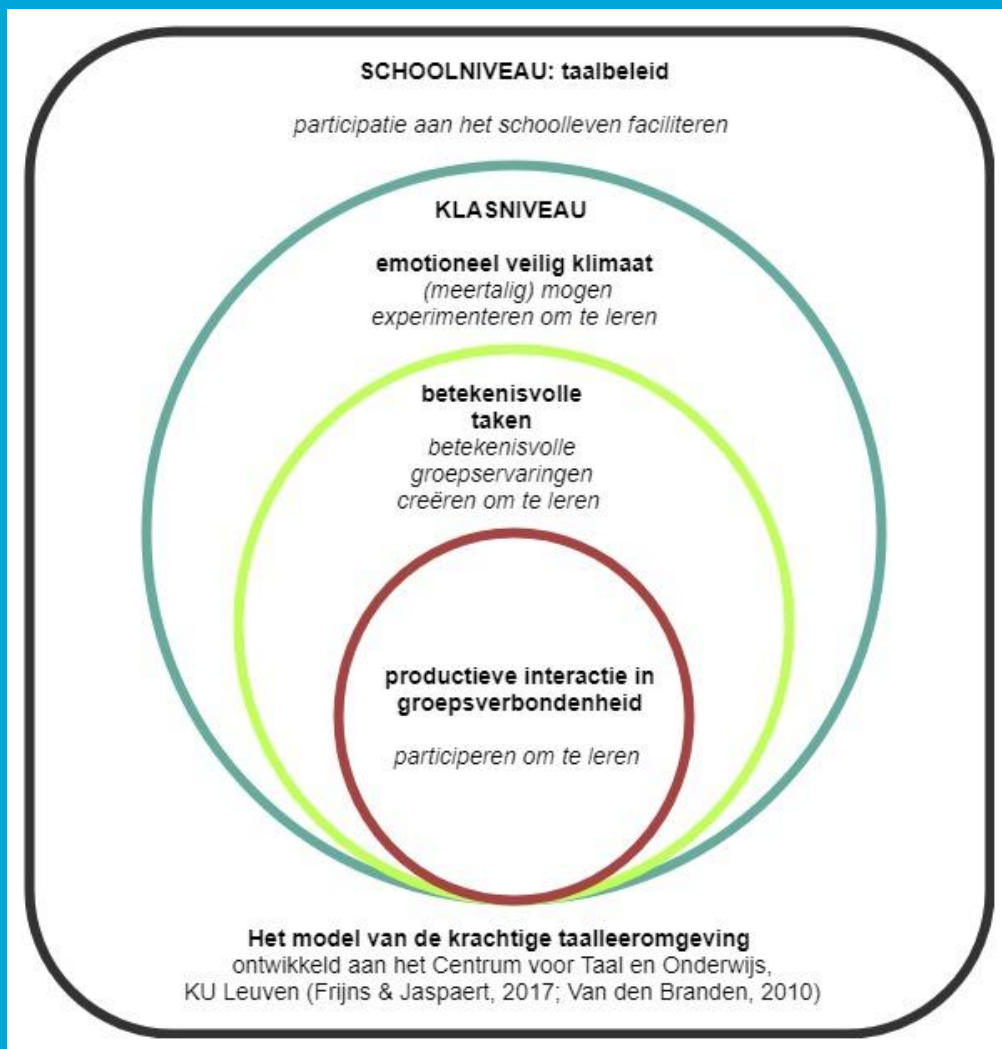 SCHOOLNIVEAU: taalbeleid
participatie aan het schoolleven faciliteren
KLASNIVEAU
emotioneel veilig klimaat
(meertalig) mogen
experimenteren om te leren
betekenisvolle
taken
betekenisvolle
groepservaringen
creëren om te leren
productieve interactie in
groepsverbondenheid
participeren om te leren
Het model van de krachtige taalleeromgeving
ontwikkeld aan het Centrum voor Taal en Onderwijs,
KU Leuven (Frijns & Jaspaert, 2017; Van den Branden, 2010)